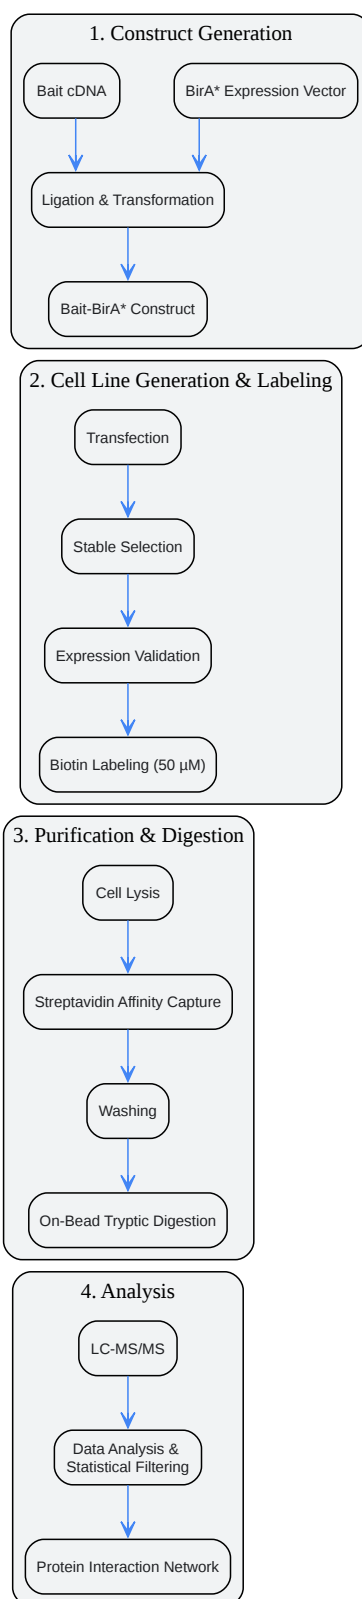 1. Construct Generation
Bait cDNA
BirA* Expression Vector
Ligation & Transformation
Bait-BirA* Construct
2. Cell Line Generation & Labeling
Transfection
Stable Selection
Expression Validation
Biotin Labeling (50 µM)
3. Purification & Digestion
Cell Lysis
Streptavidin Affinity Capture
Washing
On-Bead Tryptic Digestion
4. Analysis
LC-MS/MS
Data Analysis &
Statistical Filtering
Protein Interaction Network